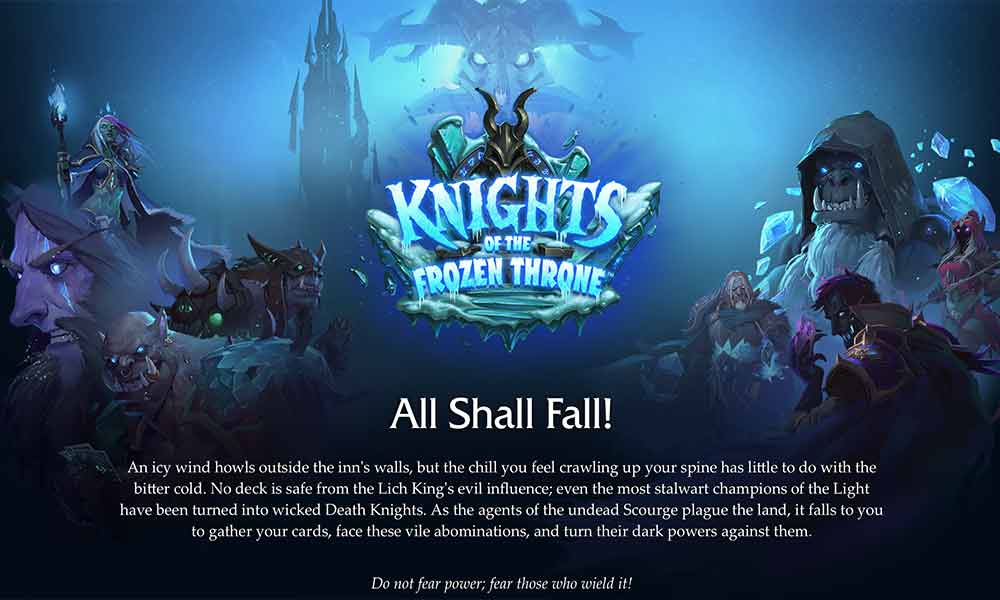 KNIGHTS
OF THE
FROZEN THRONE
All Shall Fall!
An icy wind howls outside the inn's walls, but the chill you feel crawling up your spine has little to do with the
bitter cold. No deck is safe from the Lich King's evil influence; even the most stalwart champions of the Light
have been turned into wicked Death Knights. As the agents of the undead Scourge plague the land, it falls to you
to gather your cards, face these vile abominations, and turn their dark powers against them.
Do not fear power; fear those who wield it!